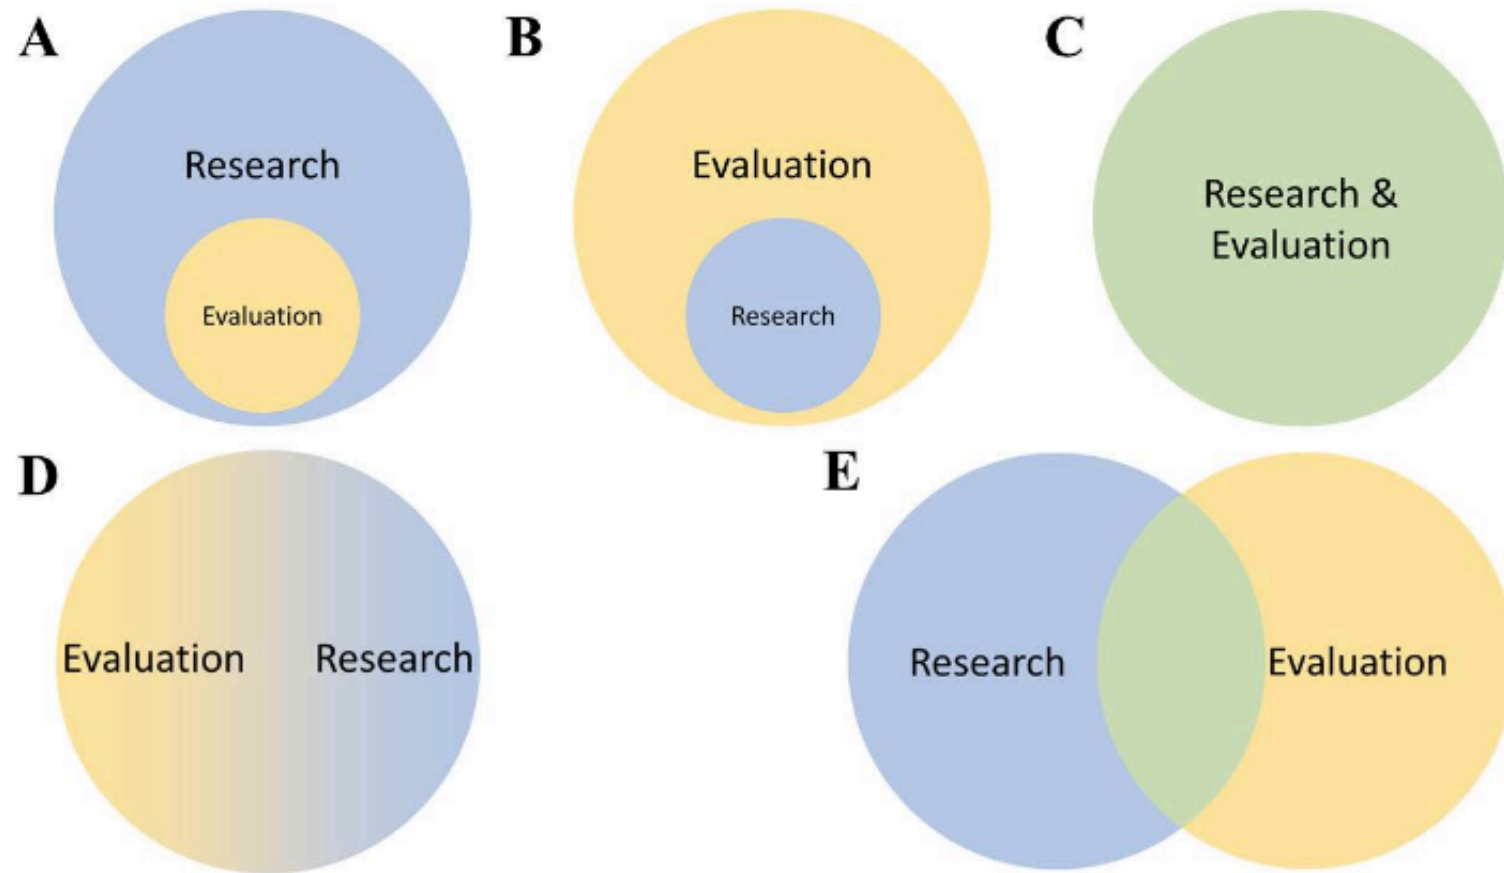 A
Research
Evaluation
B
Evaluation
Research
C
Research &
Evaluation
D
Evaluation
Research
E
Research
Evaluation